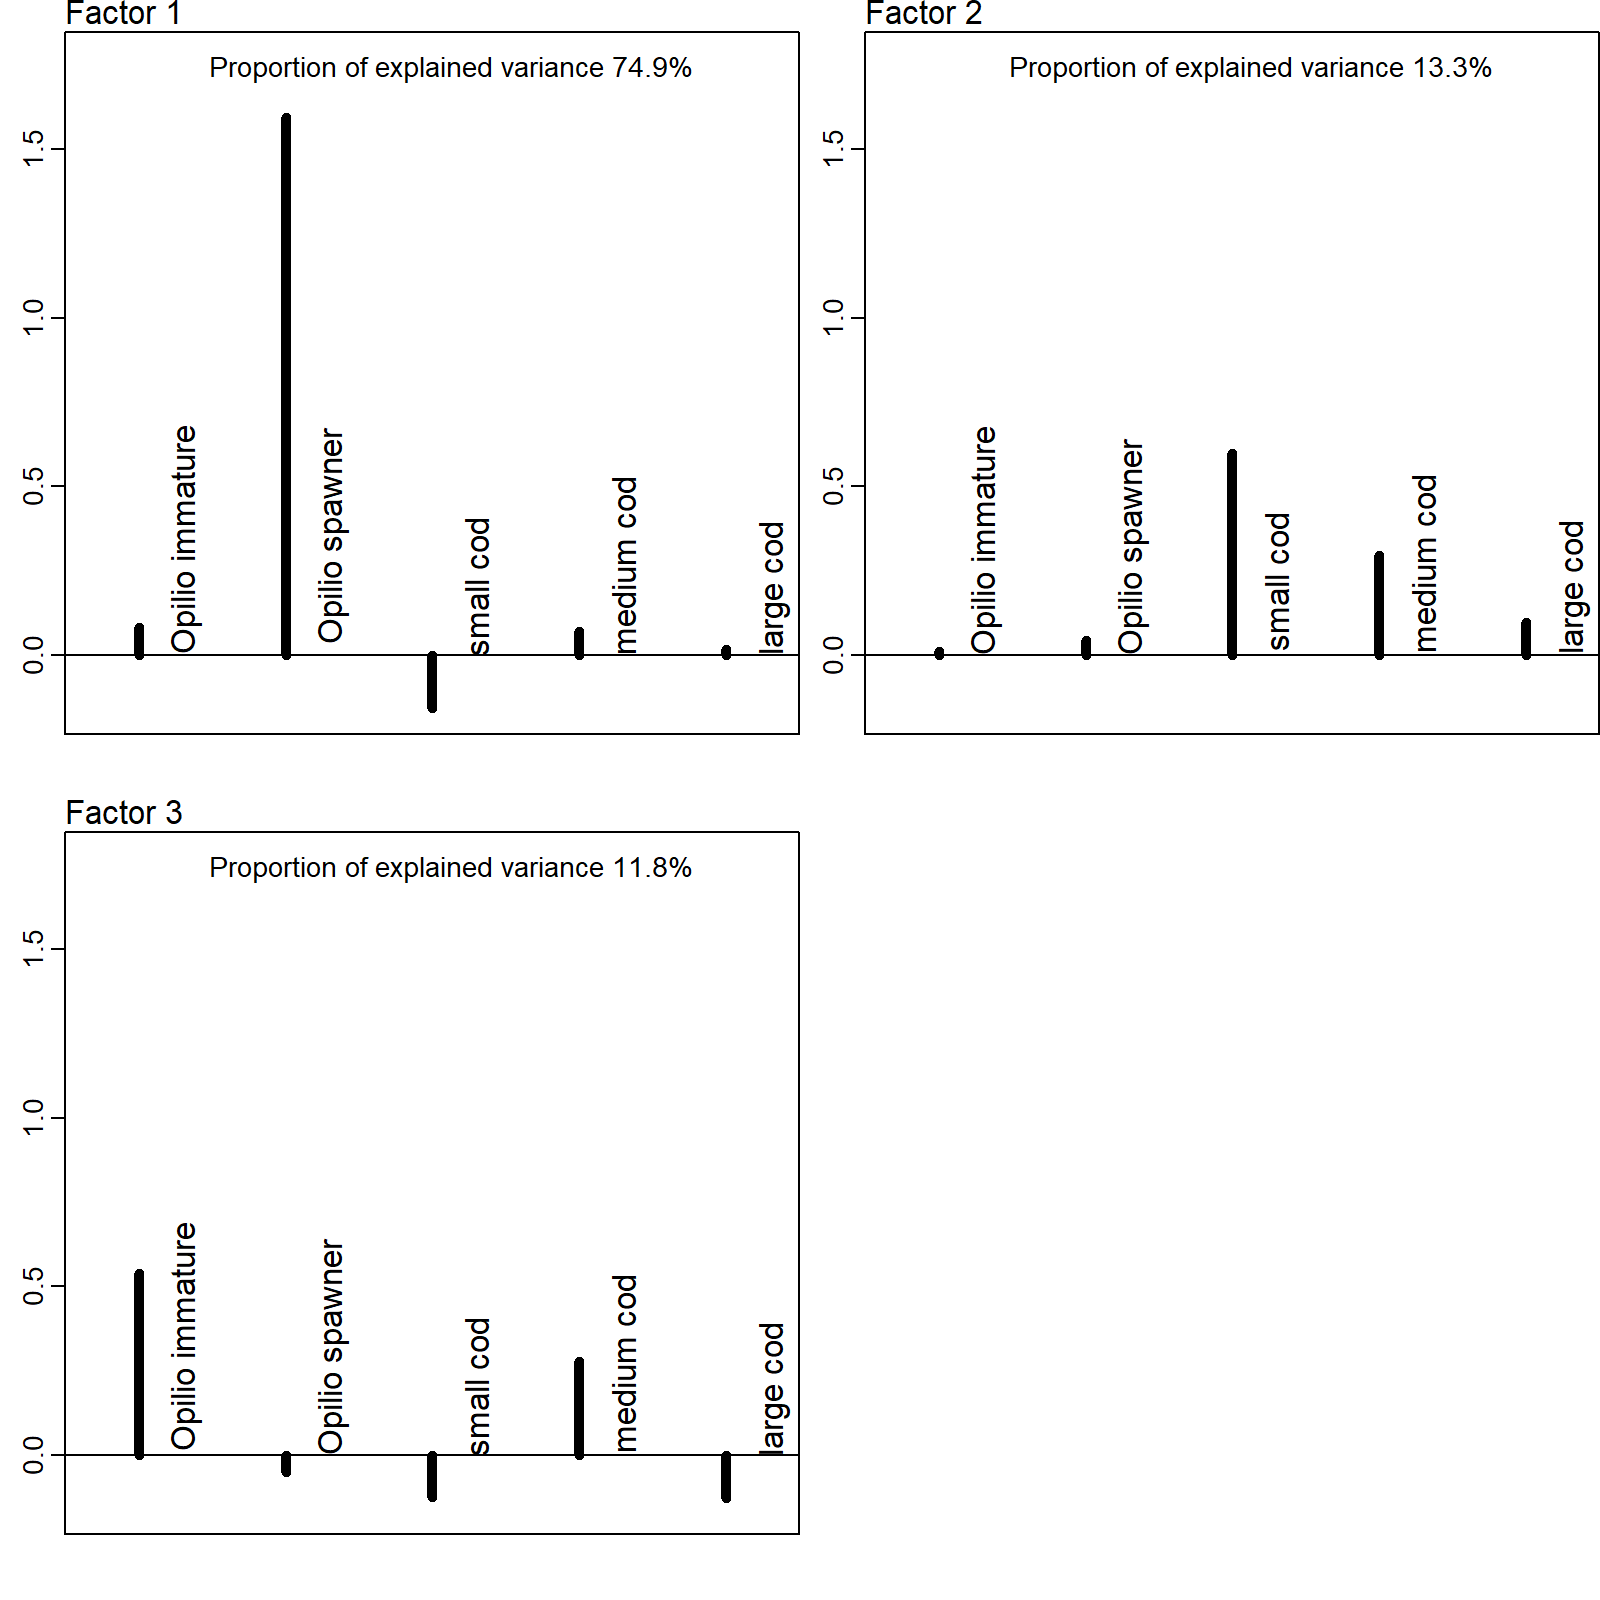 Factor 1
Proportion of explained variance 74.9%
1.5
1.0
0.5
0.0
Opilio immature
Opilio spawner
small cod
medium cod
large cod
Factor 2
Proportion of explained variance 13.3%
1.5
1.0
0.5
0.0
Opilio immature
Opilio spawner
small cod
medium cod
large cod
Factor 3
Proportion of explained variance 11.8%
1.5
1.0
0.5
0.0
Opilio immature
Opilio spawner
small cod
medium cod
large cod